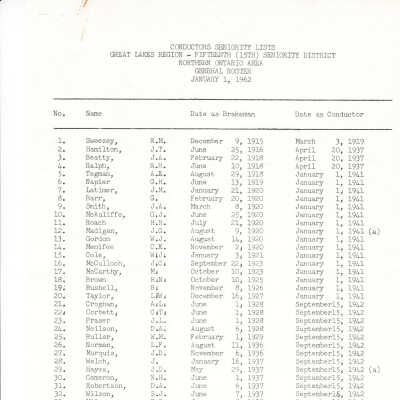 CONDUCTORS SENIORITY LISTS
GREAT LAKES REGION - FIFTEENTH (15TH) SENIORITY DISTRICT
NORTHERN ONTARIO AREA
GENERAL ROSTER
JANUARY 1, 1962
No. Name Date as Brakeman Date as Conductor
1. Sweezey, R.M. December 9, 1915 March 3, 1919
2. Hamilton, J.T. June 25, 1916 April 20, 1937
3. Beatty, J.A. February 22, 1918 April 20, 1937
4. Ralph, R.H. June 10, 1918 April 20, 1937
5. Tegman, A.E. August 29, 1918 January 1, 1941
6. Napier G.H. June 13, 1919 January 1, 1941
7. Latimer, J.M. January 21, 1920 January 1, 1941
8. Barr, G. February 20, 1920 January 1, 1941
9. Smith, J.A. March 8, 1920 January 1, 1941
10. McAuliffe, G.J. June 25, 1920 January 1, 1941
11. Roach H.N. July 21, 1920 January 1, 1941
12. Madigan, J.G. August 9, 1920 January 1, 1941 (a)
13. Gordon W.J. August 14, 1920 January 1, 1941
14. Menifee C.K. November 2, 1920 January 1, 1941
15. Cole, W.J. January 3, 1921 January 1, 1941
16. McCulloch, J.C. September 22, 1923 January 1, 1941
17. McCarthy, M. October 10, 1923 January 1, 1941
18. Brown R.N. October 10, 1925 January 1, 1941
19. Bushell, B. November 8, 1926 January 1, 1941
20. Taylor, L.W. December 16, 1927 January 1, 1941
21. Croghan, A.L. June 1, 1928 September 15, 1942
22. Corbett, C.T. June 1, 1928 September 15, 1942
23. Fraser J.L. June 1, 1928 September 15, 1942
24. Neilson, D.A. August 6, 1928 September 15, 1942
25. Buller, W.M. February 1, 1929 September 15, 1942
26. Norman, L.F. August 11, 1936 September 15, 1942
27. Marquis, J.D. November 6, 1936 September 15, 1942
28. Welch, J. January 16, 1937 September 15, 1942
29. Hayes, J.D. May 29, 1937 September 15, 1942 (a)
30. Cameron, N.H. June 1, 1937 September 15, 1942
31. Robertson, D.A. June 6, 1937 September 15, 1942
32. Wilson, S.J. June 7, 1937 September 15, 1942